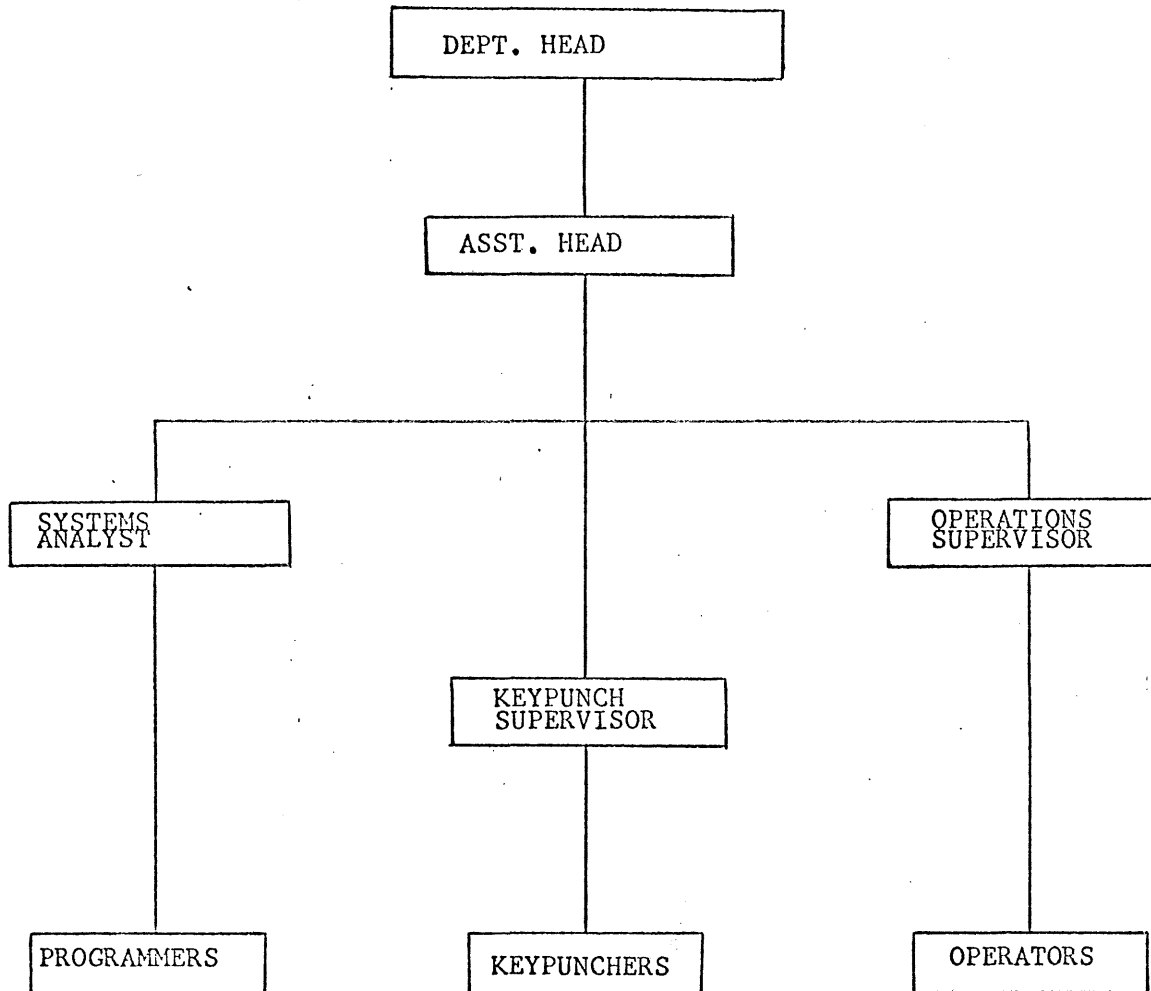 DEPT. HEAD
ASST. HEAD
SYSTEMS
ANALYST
OPERATIONS
SUPERVISOR
KEYPUNCH
SUPERVISOR
PROGRAMMERS
KEYPUNCHERS
OPERATORS